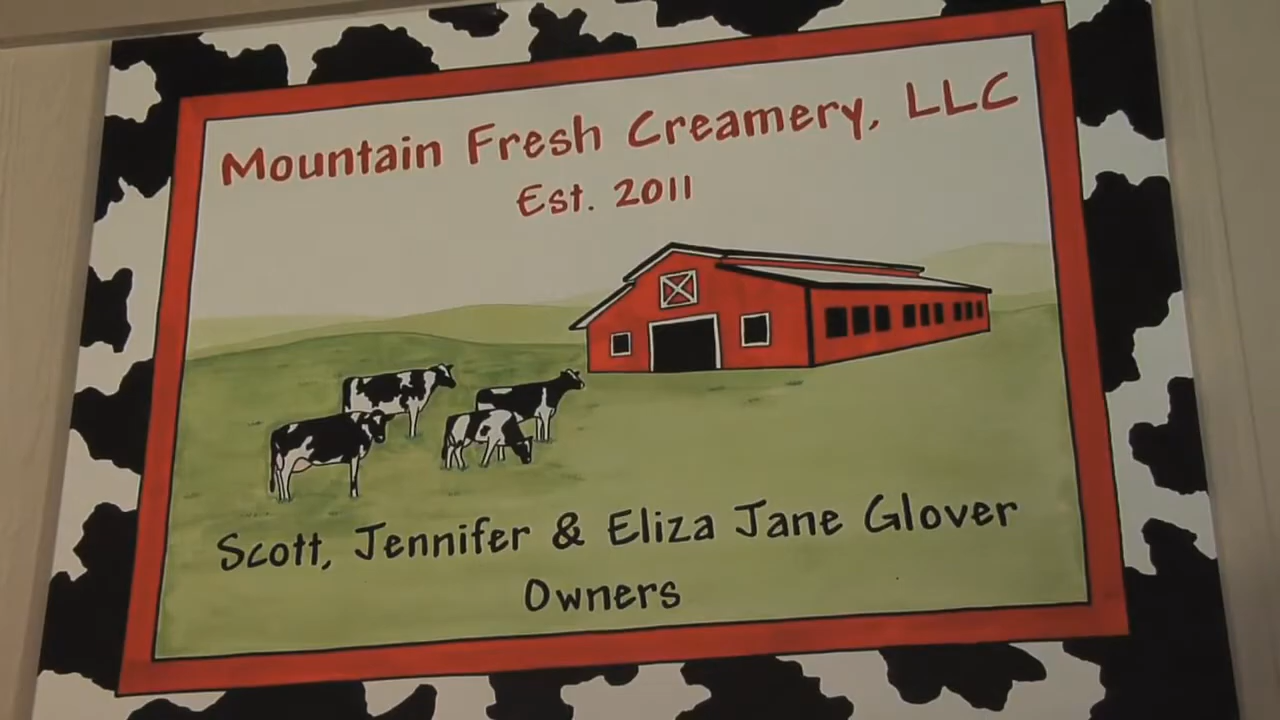 Mountain Fresh Creamery, LLC
Est. 2011
Scott, Jennifer & Eliza Jane Glover
Owners